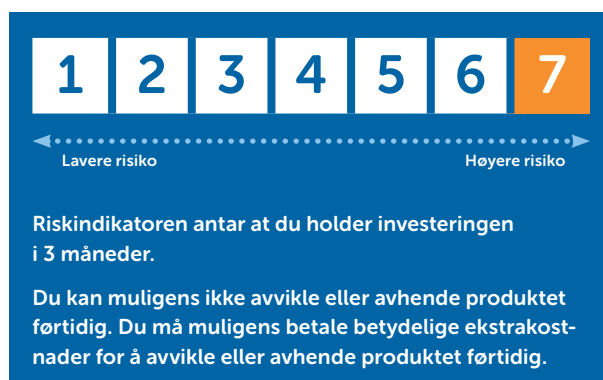 1 2 3 4 5 6 7
Lavere risiko Høyere risiko
Riskindikatoren antar at du holder investeringen
i 3 måneder.
Du kan muligens ikke avvikle eller avhende produktet
førtidig. Du må muligens betale betydelige ekstrakost-
nader for å avvikle eller avhende produktet førtidig.